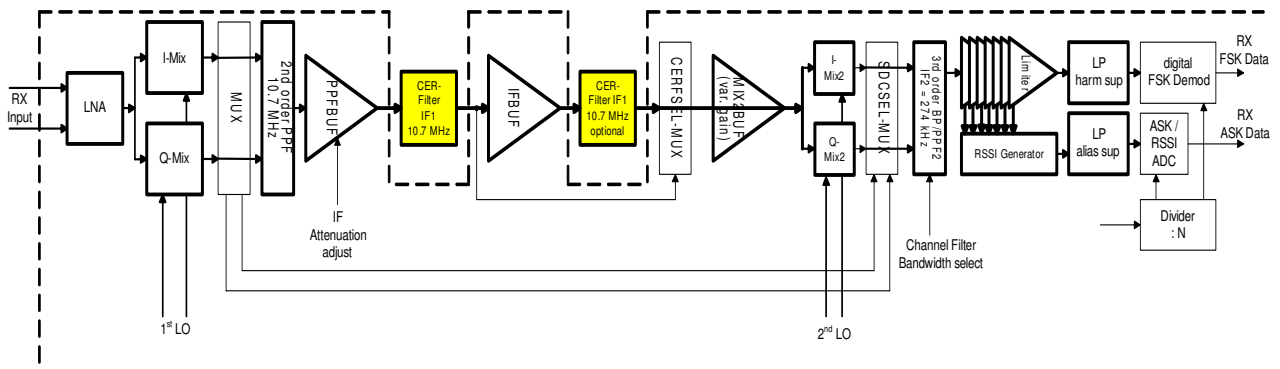 RX
Input
LNA
I-Mix
Q-Mix
MUX
2nd order PPF
10.7 MHz
PPFBUF
IF
Attenuation
adjust
1st LO
CER-
Filter
IF1
10.7 MHz
IFBUF
CER-
Filter IF1
10.7 MHz
optional
CERFSEL-MUX
MIX2BUF
(var. gain)
I-
Mix2
Q-
Mix2
2nd LO
SDCSEL-MUX
3rd order BP/PPF2
IF2 = 274 kHz
Channel Filter
Bandwidth select
Limiter
RSSI Generator
LP
harm sup
LP
alias sup
digital
FSK Demod
ASK /
RSSI
ADC
Divider
: N
RX
FSK Data
RX
ASK Data